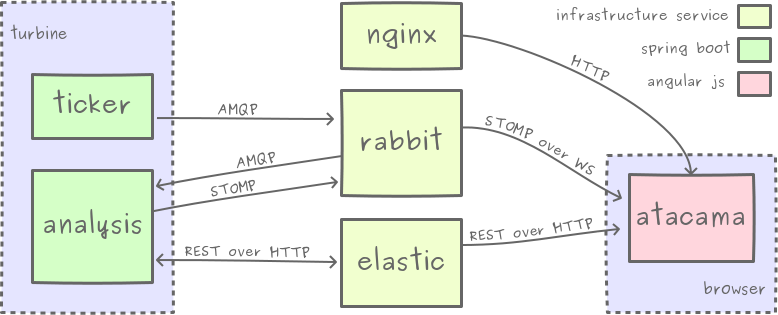 turbine
ticker
analysis
nginx
rabbit
elastic
AMQP
AMQP
STOMP
REST over HTTP
HTTP
STOMP over WS
REST over HTTP
infrastructure service
spring boot
angular js
atacama
browser